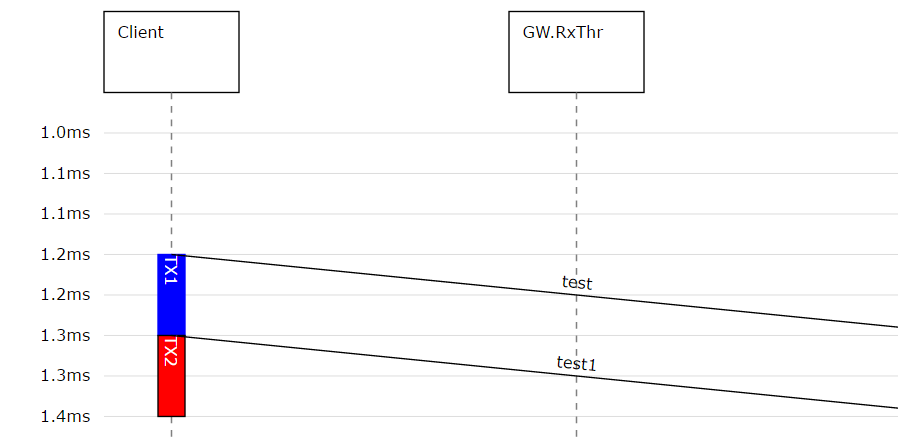 Client
GW.RxThr
1.0ms
1.1ms
1.1ms
1.2ms
TX1
test
1.2ms
1.3ms
TX2
test1
1.3ms
1.4ms